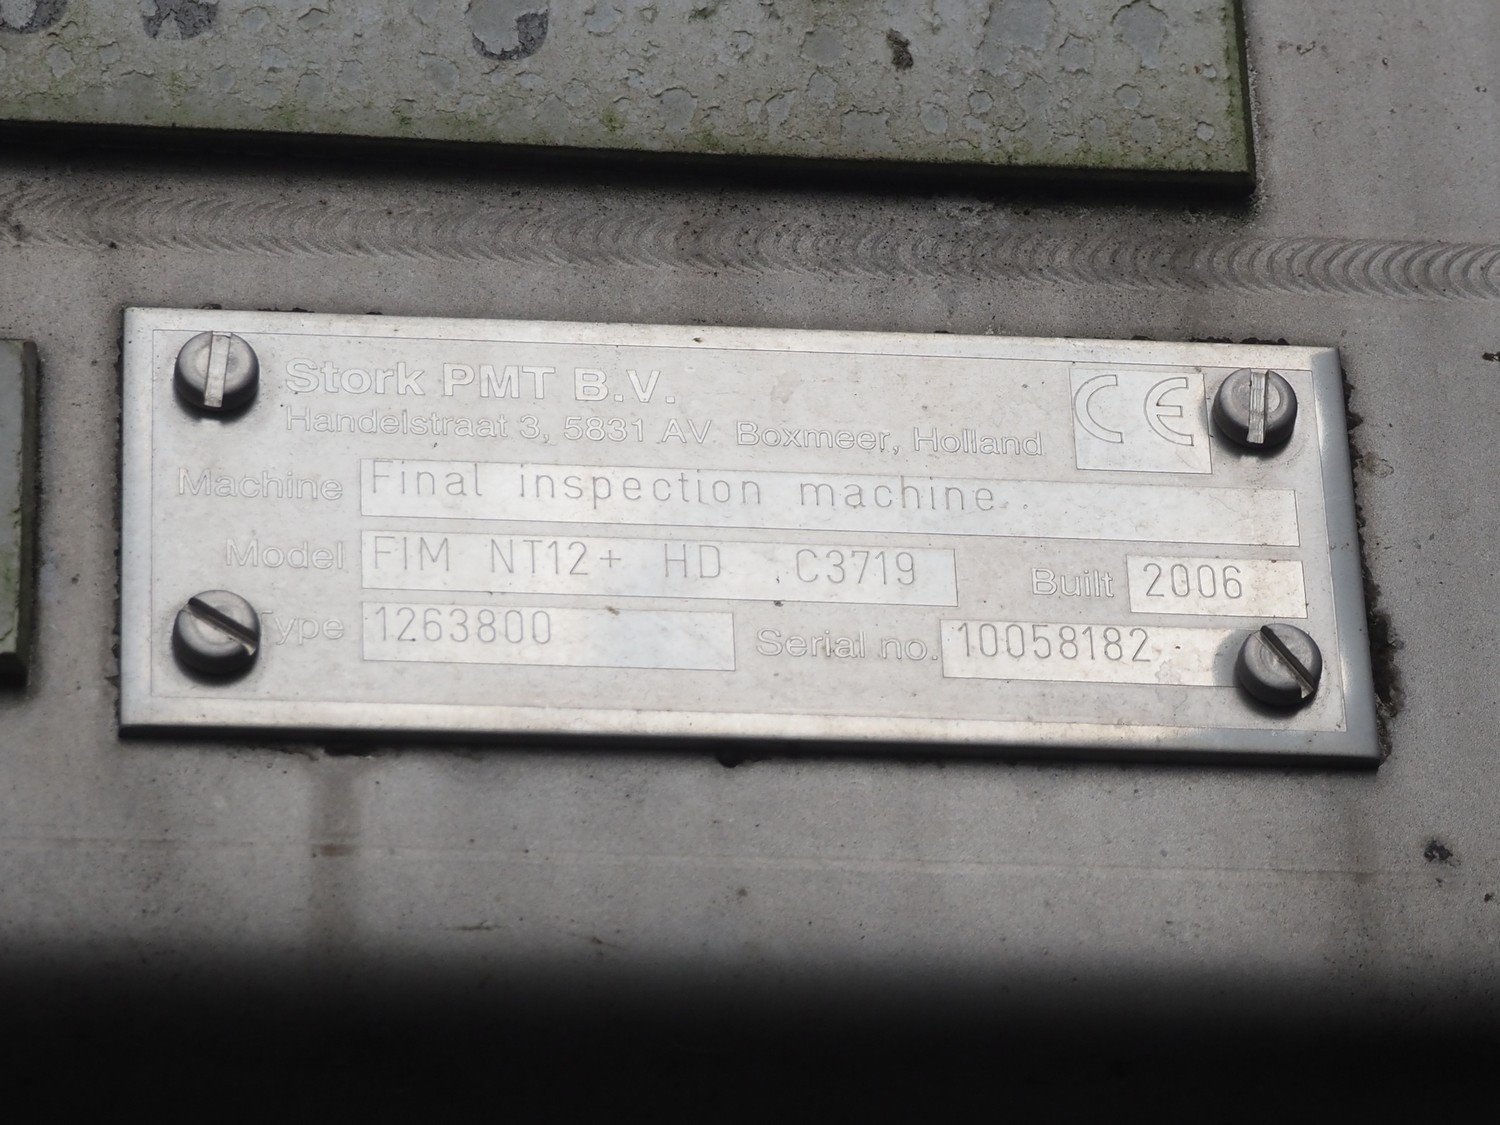 Stork PMT B.V.
Handelstraat 3, 5831 AV Boxmeer, Holland
CE
Machine Final inspection machine
Model FIM NT12+ HD C3719 Built 2006
Type 1263800 Serial no. 10058182